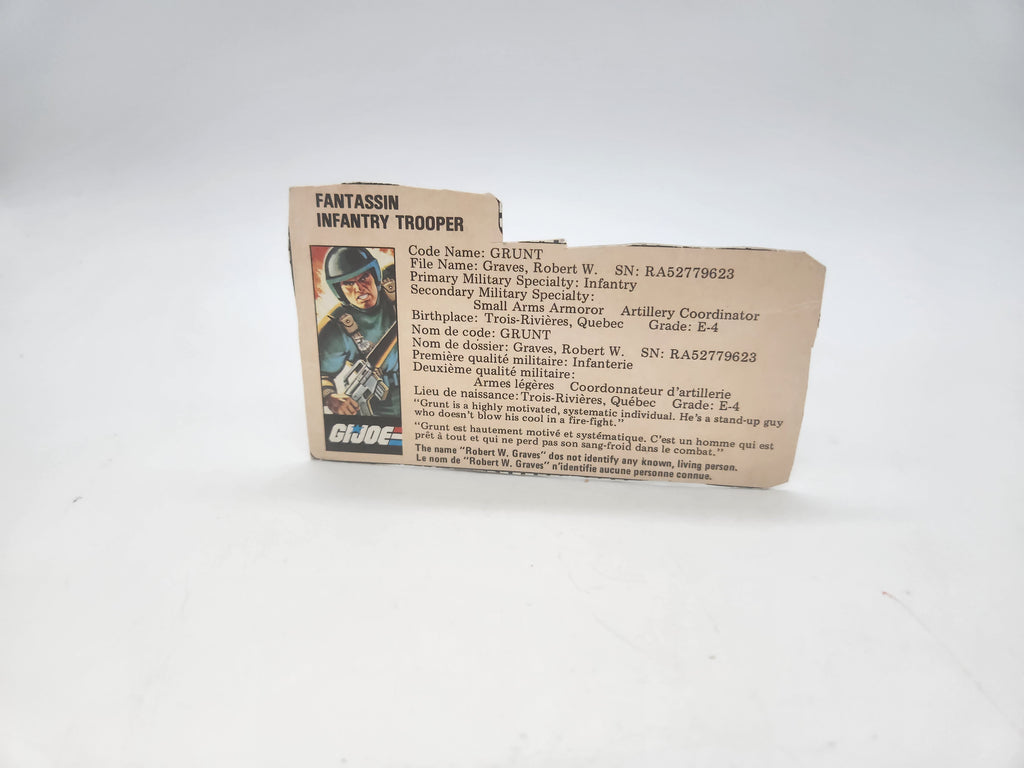 FANTASSIN
INFANTRY TROOPER
Code Name: GRUNT
File Name: Graves, Robert W. SN: RA52779623
Primary Military Specialty: Infantry
Secondary Military Specialty:
Small Arms Armoror Artillery Coordinator
Birthplace: Trois-Rivières, Quebec Grade: E-4
Nom de code: GRUNT
Nom de dossier: Graves, Robert W. SN: RA52779623
Première qualité militaire: Infanterie
Deuxième qualité militaire:
Armes légères Coordonnateur d'artillerie
Lieu de naissance: Trois-Rivières, Québec Grade: E-4
"Grunt is a highly motivated, systematic individual. He's a stand-up guy
who doesn't blow his cool in a fire-fight."
"Grunt est hautement motivé et systématique. C'est un homme qui est
prêt à tout et qui ne perd pas son sang-froid dans le combat."
The name "Robert W. Graves" dos not identify any known, living person.
Le nom de "Robert W. Graves" n'identifie aucune personne connue.
GI JOE